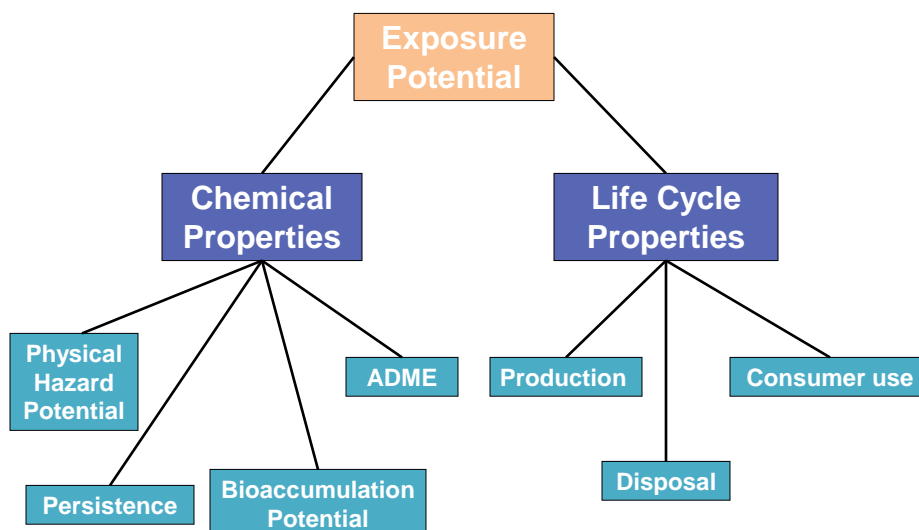 Exposure
Potential
Chemical
Properties
Life Cycle
Properties
Physical
Hazard
Potential
ADME
Production
Consumer use
Persistence
Bioaccumulation
Potential
Disposal